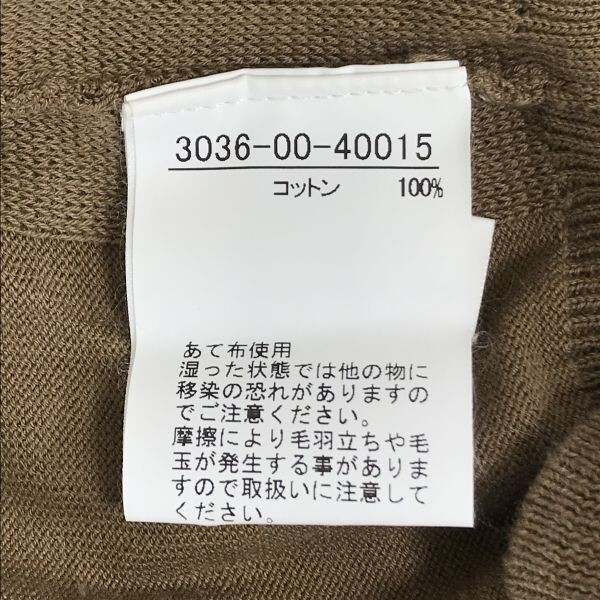 3036-00-40015
コットン 100%
あて布使用
湿った状態では他の物に
移染の恐れがありますの
でご注意ください。
摩擦により毛羽立ちや毛
玉が発生する事がありま
すので取扱いに注意して
ください。